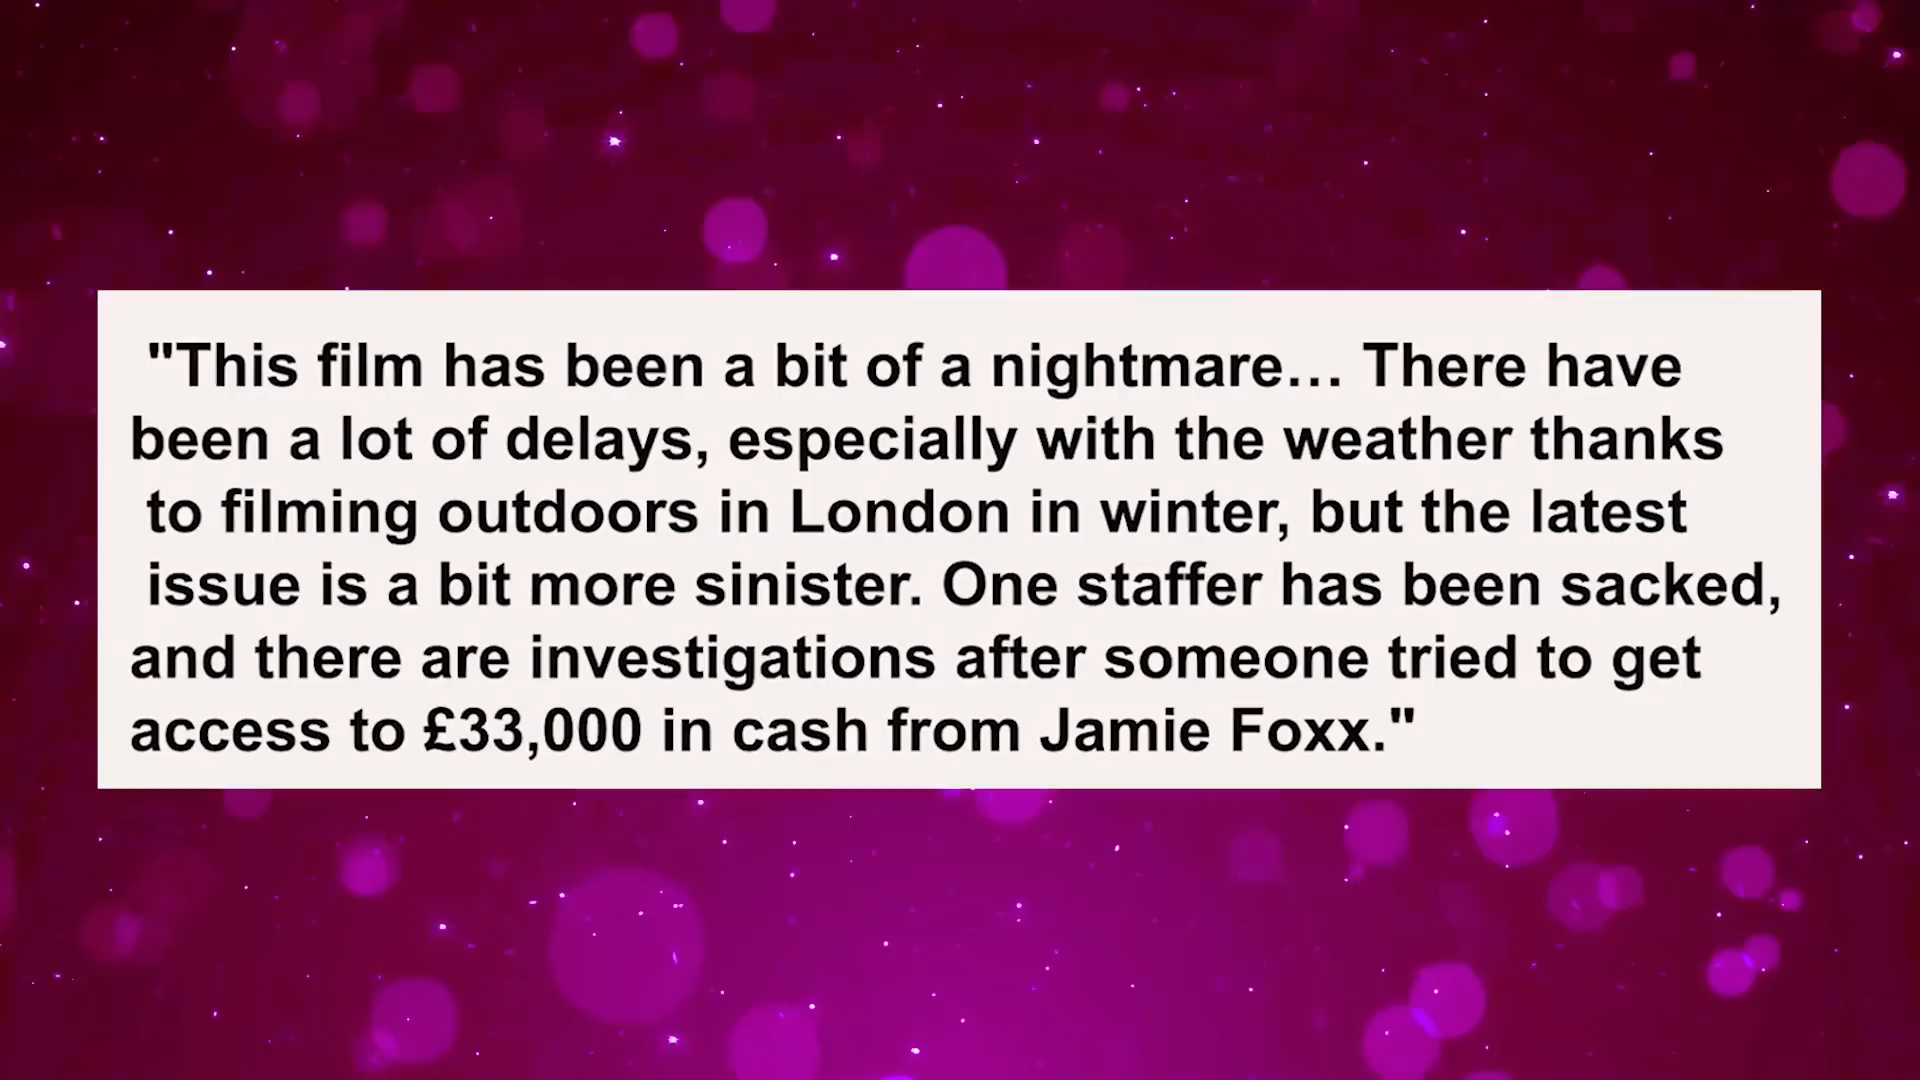 "This film has been a bit of a nightmare… There have
been a lot of delays, especially with the weather thanks
to filming outdoors in London in winter, but the latest
issue is a bit more sinister. One staffer has been sacked,
and there are investigations after someone tried to get
access to £33,000 in cash from Jamie Foxx."